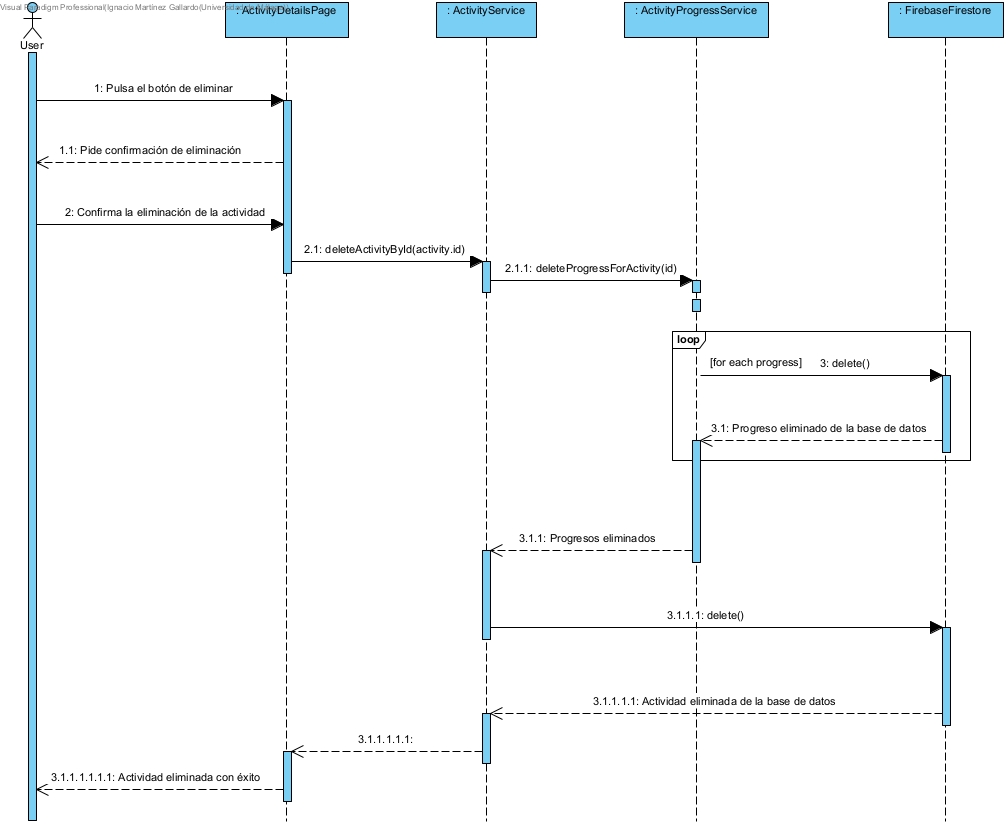 Visual Paradigm Professional(Ignacio Martínez Gallardo(Universidad de
: ActivityDetailsPage
: ActivityService
: ActivityProgressService
: FirebaseFirestore
User
1: Pulsa el botón de eliminar
1.1: Pide confirmación de eliminación
2: Confirma la eliminación de la actividad
2.1: deleteActivityById(activity.id)
2.1.1: deleteProgressForActivity(id)
loop
[for each progress]
3: delete()
3.1: Progreso eliminado de la base de datos
3.1.1: Progresos eliminados
3.1.1.1: delete()
3.1.1.1.1: Actividad eliminada de la base de datos
3.1.1.1.1.1:
3.1.1.1.1.1.1: Actividad eliminada con éxito